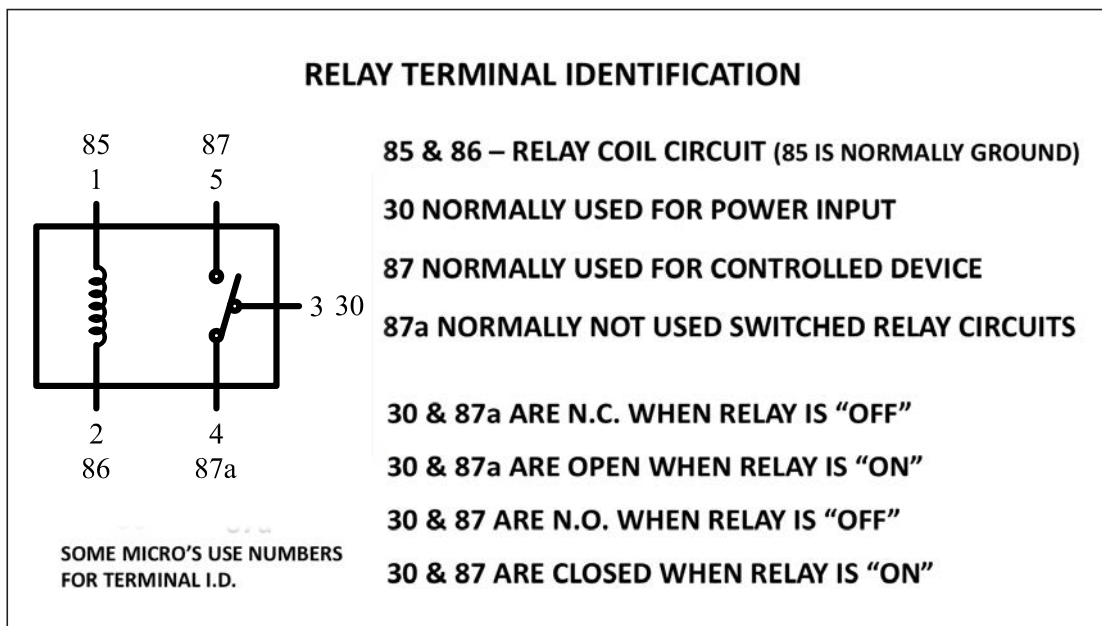 RELAY TERMINAL IDENTIFICATION
85 87
1 5
3 30
2 4
86 87a
SOME MICRO'S USE NUMBERS
FOR TERMINAL I.D.
85 & 86 – RELAY COIL CIRCUIT (85 IS NORMALLY GROUND)
30 NORMALLY USED FOR POWER INPUT
87 NORMALLY USED FOR CONTROLLED DEVICE
87a NORMALLY NOT USED SWITCHED RELAY CIRCUITS
30 & 87a ARE N.C. WHEN RELAY IS “OFF”
30 & 87a ARE OPEN WHEN RELAY IS “ON”
30 & 87 ARE N.O. WHEN RELAY IS “OFF”
30 & 87 ARE CLOSED WHEN RELAY IS “ON”